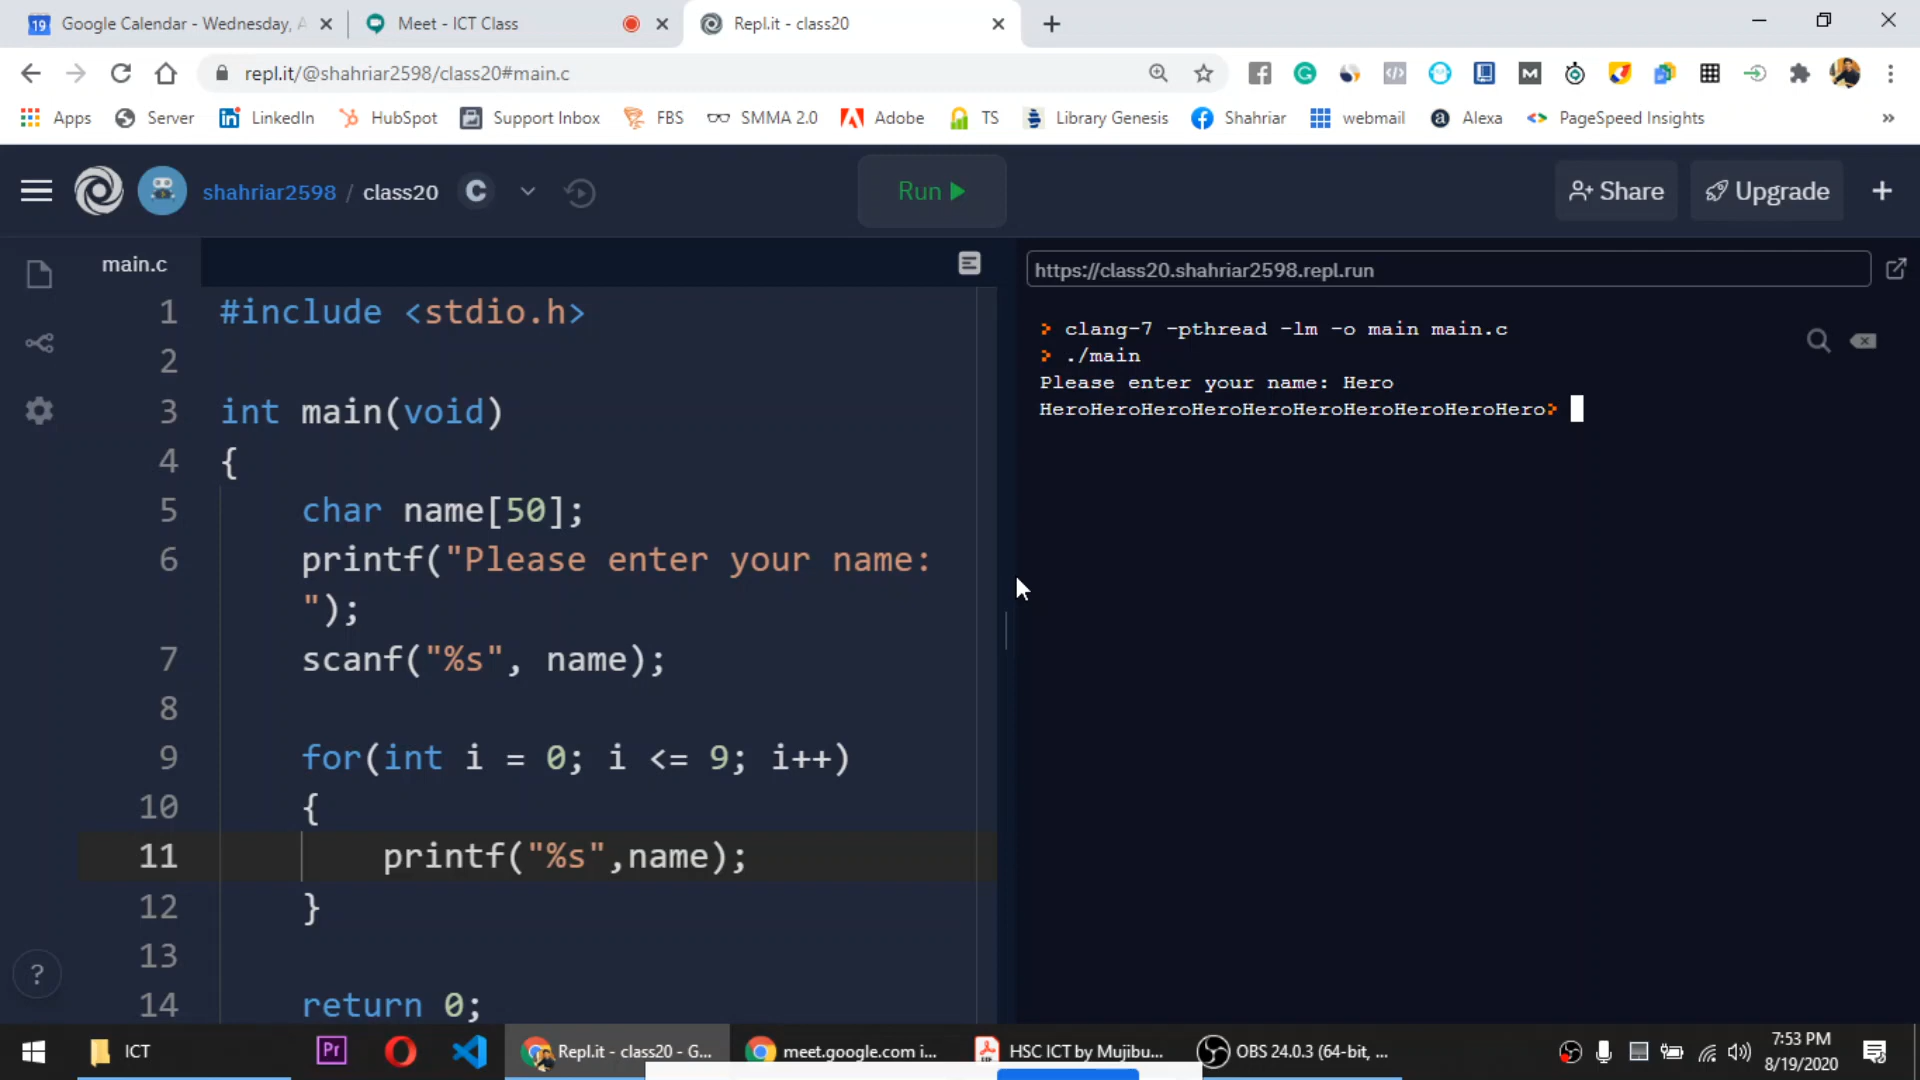 19 Google Calendar - Wednesday, A
Meet - ICT Class
Repl.it - class20
repl.it/@shahriar2598/class20#main.c
Apps Server LinkedIn HubSpot Support Inbox FBS SMMA 2.0 Adobe TS Library Genesis Shahriar webmail Alexa PageSpeed Insights »
shahriar2598 / class20 C Run Share Upgrade +
main.c
https://class20.shahriar2598.repl.run
1 #include <stdio.h>
2
3 int main(void)
4 {
5 char name[50];
6 printf("Please enter your name:
");
7 scanf("%s", name);
8
9 for(int i = 0; i <= 9; i++)
10 {
11 printf("%s",name);
12 }
13
14 return 0;
> clang-7 -pthread -lm -o main main.c
> ./main
Please enter your name: Hero
HeroHeroHeroHeroHeroHeroHeroHeroHeroHero>
?
ICT Pr Repl.it - class20 - G... meet.google.com i... HSC ICT by Mujibu... OBS 24.0.3 (64-bit, ...
7:53 PM
8/19/2020